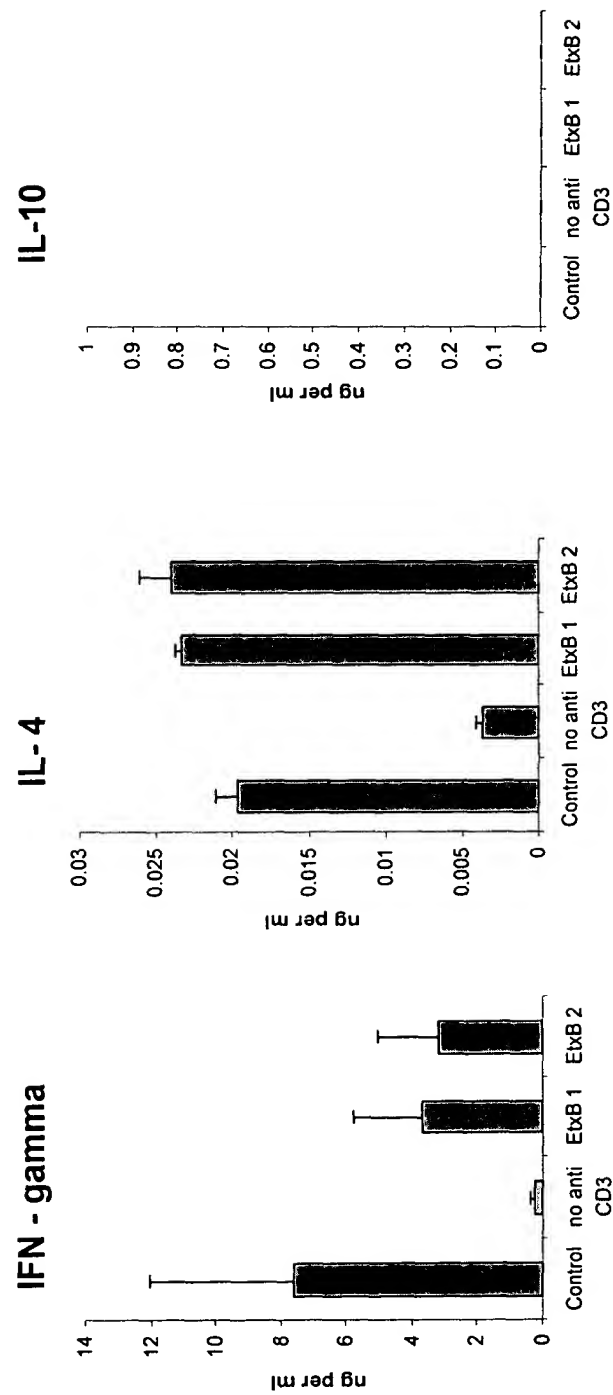 IFN - gamma
14
12
10
8
6
4
2
0
ng per ml
Control no anti EtxB 1 EtxB 2
CD3
IL- 4
0.03
0.025
0.02
0.015
0.01
0.005
0
ng per ml
Control no anti EtxB 1 EtxB 2
CD3
IL-10
1
0.9
0.8
0.7
0.6
0.5
0.4
0.3
0.2
0.1
0
ng per ml
Control no anti EtxB 1 EtxB 2
CD3